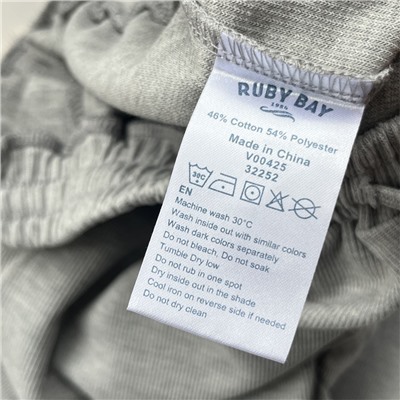 RUBY BAY
1984
46% Cotton 54% Polyester
Made in China
V00425
32252
30C
EN
Machine wash 30°C
Wash inside out with similar colors
Wash dark colors separately
Do not bleach. Do not soak
Tumble Dry low
Do not rub in one spot
Dry inside out in the shade
Cool iron on reverse side if needed
Do not dry clean